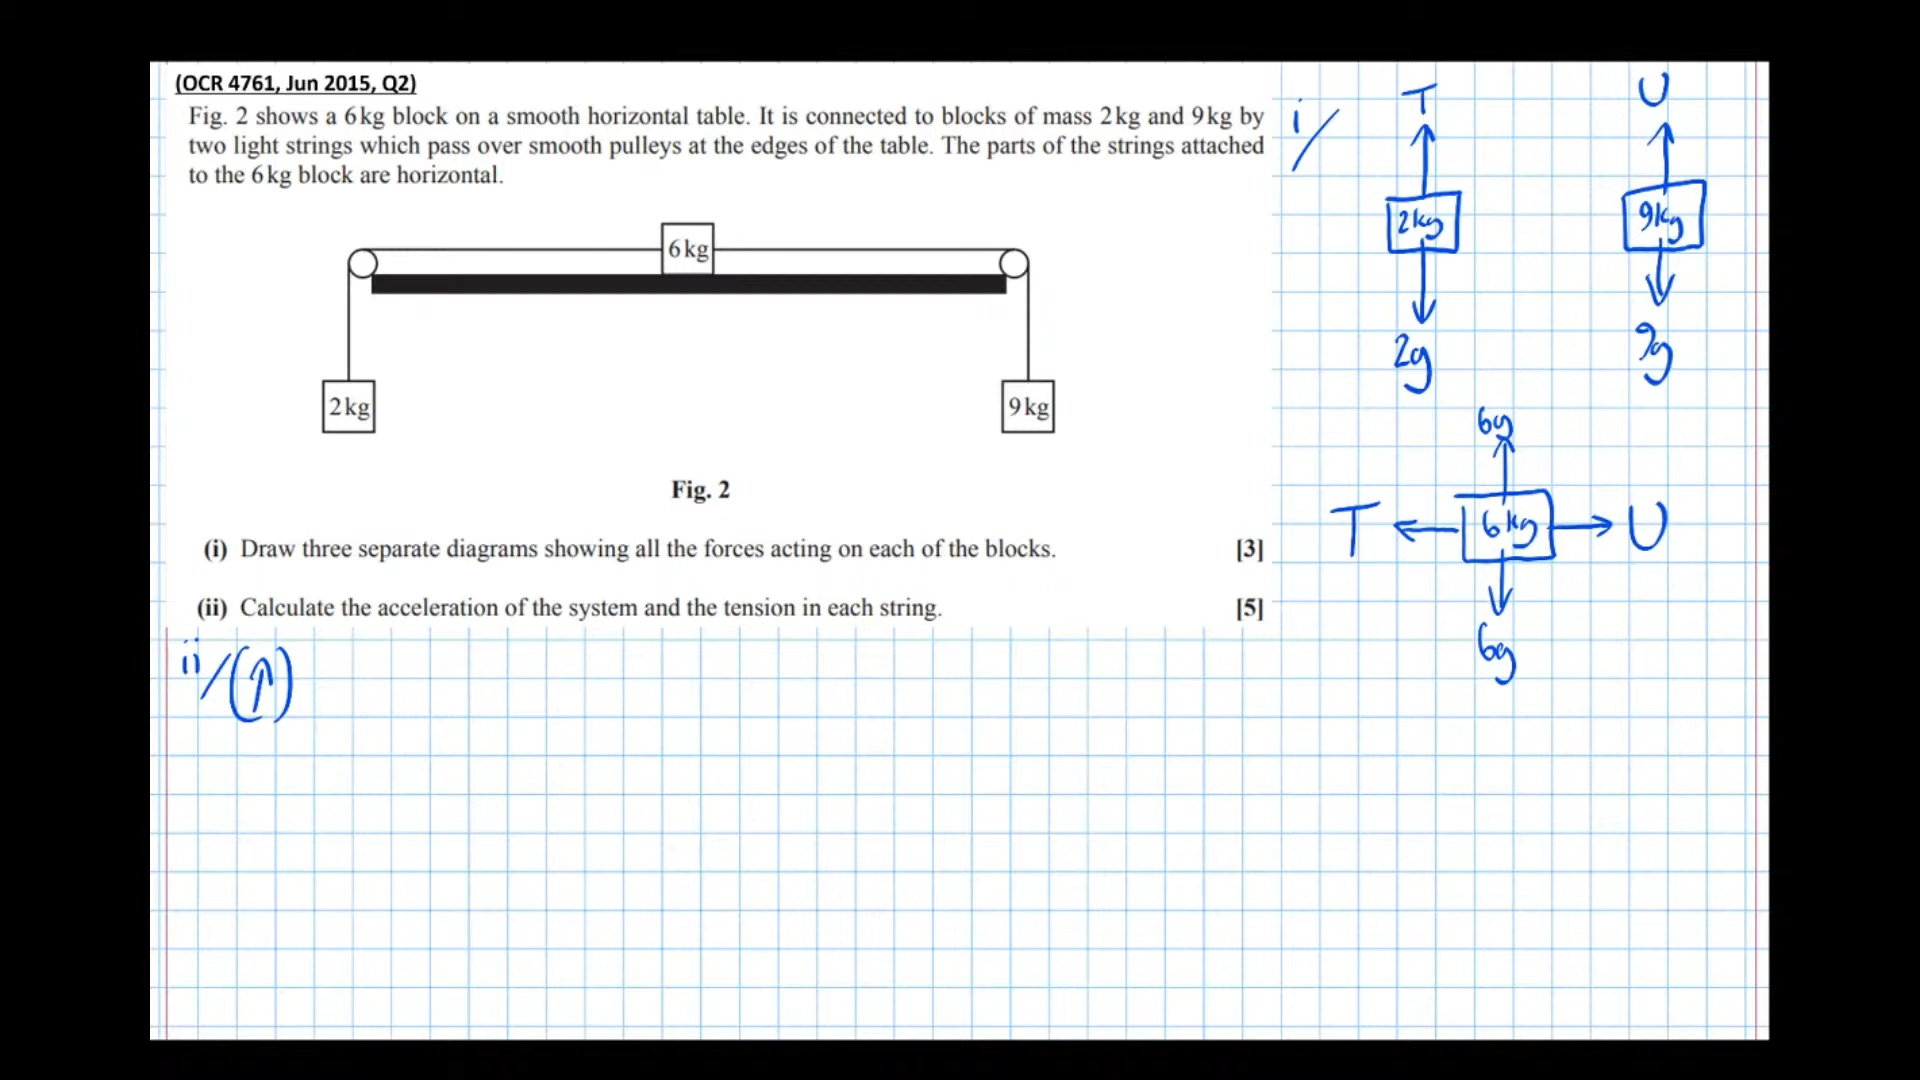 (OCR 4761, Jun 2015, Q2)
Fig. 2 shows a 6 kg block on a smooth horizontal table. It is connected to blocks of mass 2 kg and 9 kg by
two light strings which pass over smooth pulleys at the edges of the table. The parts of the strings attached
to the 6 kg block are horizontal.
6 kg
2 kg
9 kg
Fig. 2
(i) Draw three separate diagrams showing all the forces acting on each of the blocks. [3]
(ii) Calculate the acceleration of the system and the tension in each string. [5]
i/
T
U
2kg
9kg
2g
9g
6g
T
6kg
U
6g
ii/(↑)